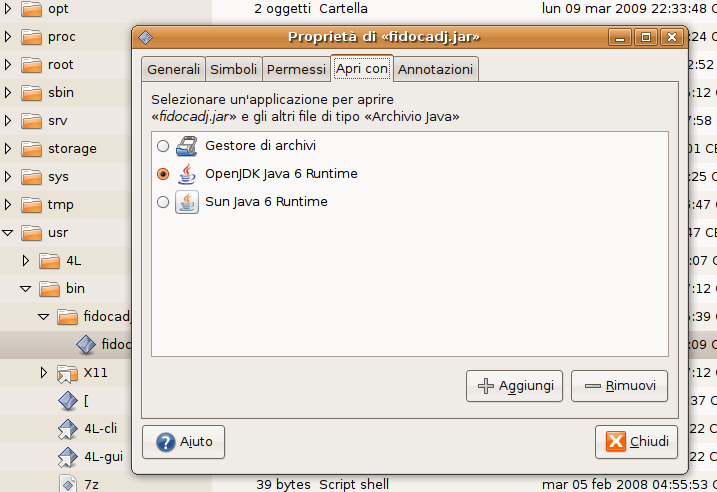 opt 2 oggetti Cartella lun 09 mar 2009 22:33:48 C
proc :24 C
root 2:52
sbin :12 C
srv 7:58
storage 01 CE
sys :25 C
tmp 3:47 C
usr 47 CE
4L :07 C
bin 7:12 C
fidocadj 5:39 C
fidoc :09 C
X11 7:12 C
[ :37 C
4L-cli :22 C
4L-gui :22 C
7z 39 bytes Script shell mar 05 feb 2008 04:55:53 C
Proprietà di «fidocadj.jar»
Generali Simboli Permessi Apri con Annotazioni
Selezionare un'applicazione per aprire
«fidocadj.jar» e gli altri file di tipo «Archivio Java»
Gestore di archivi
OpenJDK Java 6 Runtime
Sun Java 6 Runtime
Aggiungi Rimuovi
Aiuto Chiudi